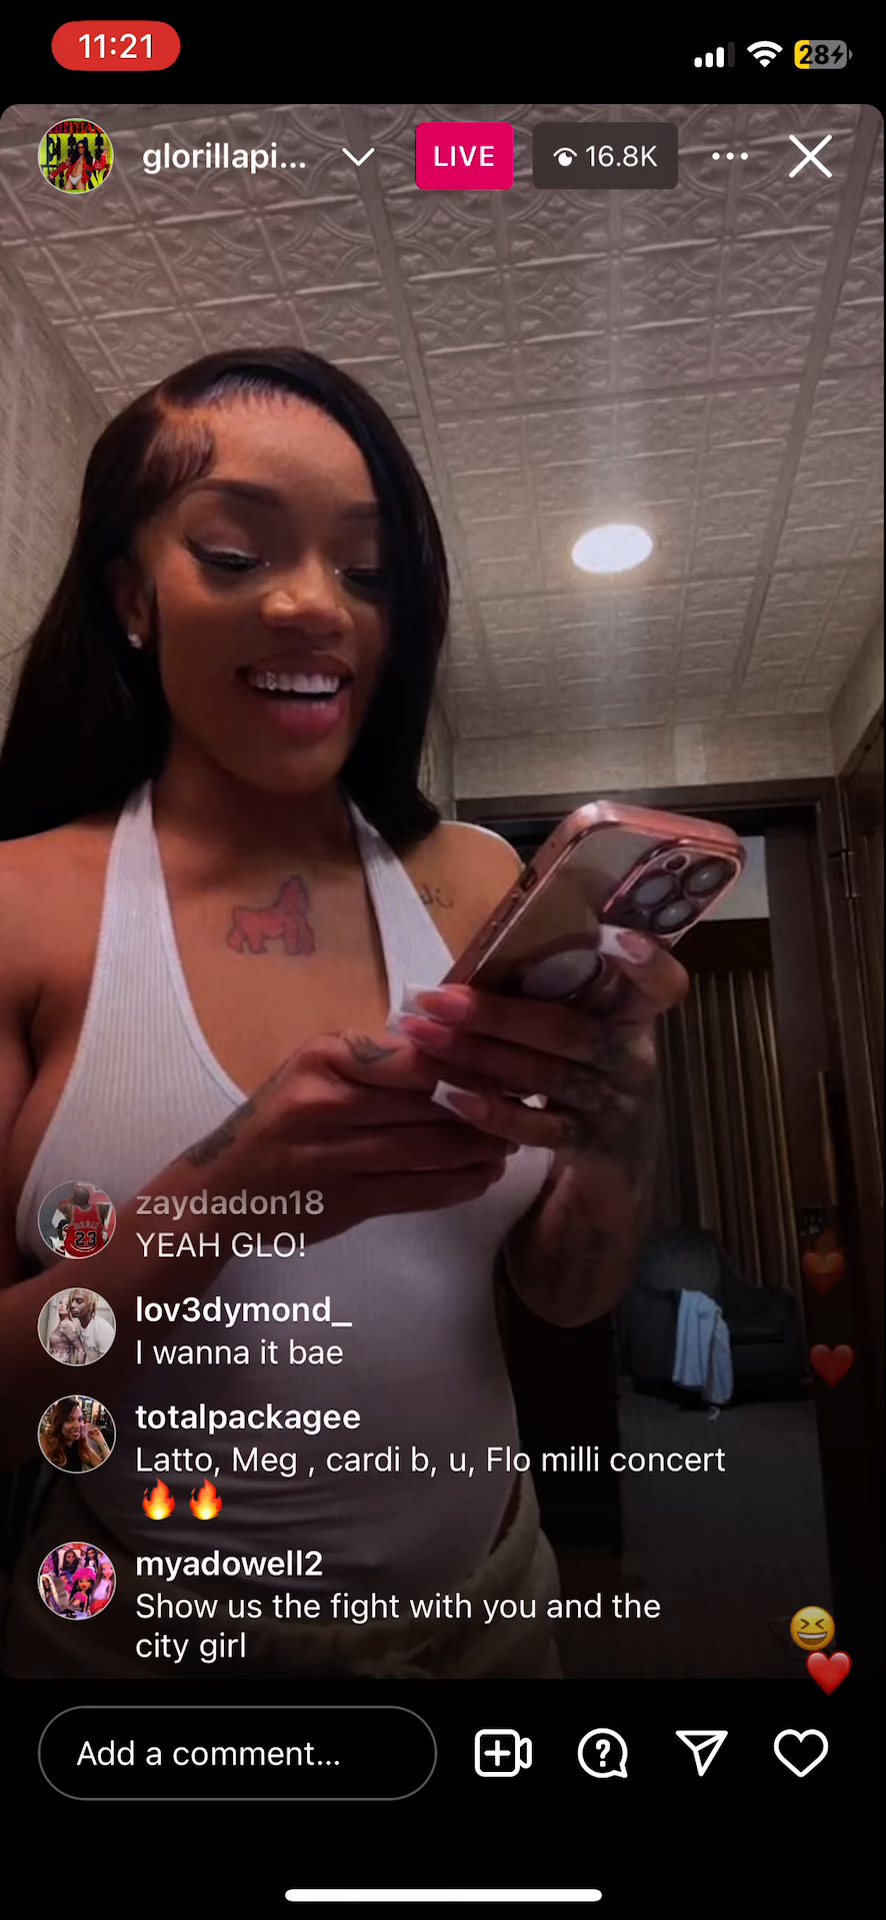 11:21
28
glorillapi...
LIVE
16.8K
zaydadon18
YEAH GLO!
lov3dymond_
I wanna it bae
totalpackagee
Latto, Meg , cardi b, u, Flo milli concert
🔥 🔥
myadowell2
Show us the fight with you and the
city girl
Add a comment...